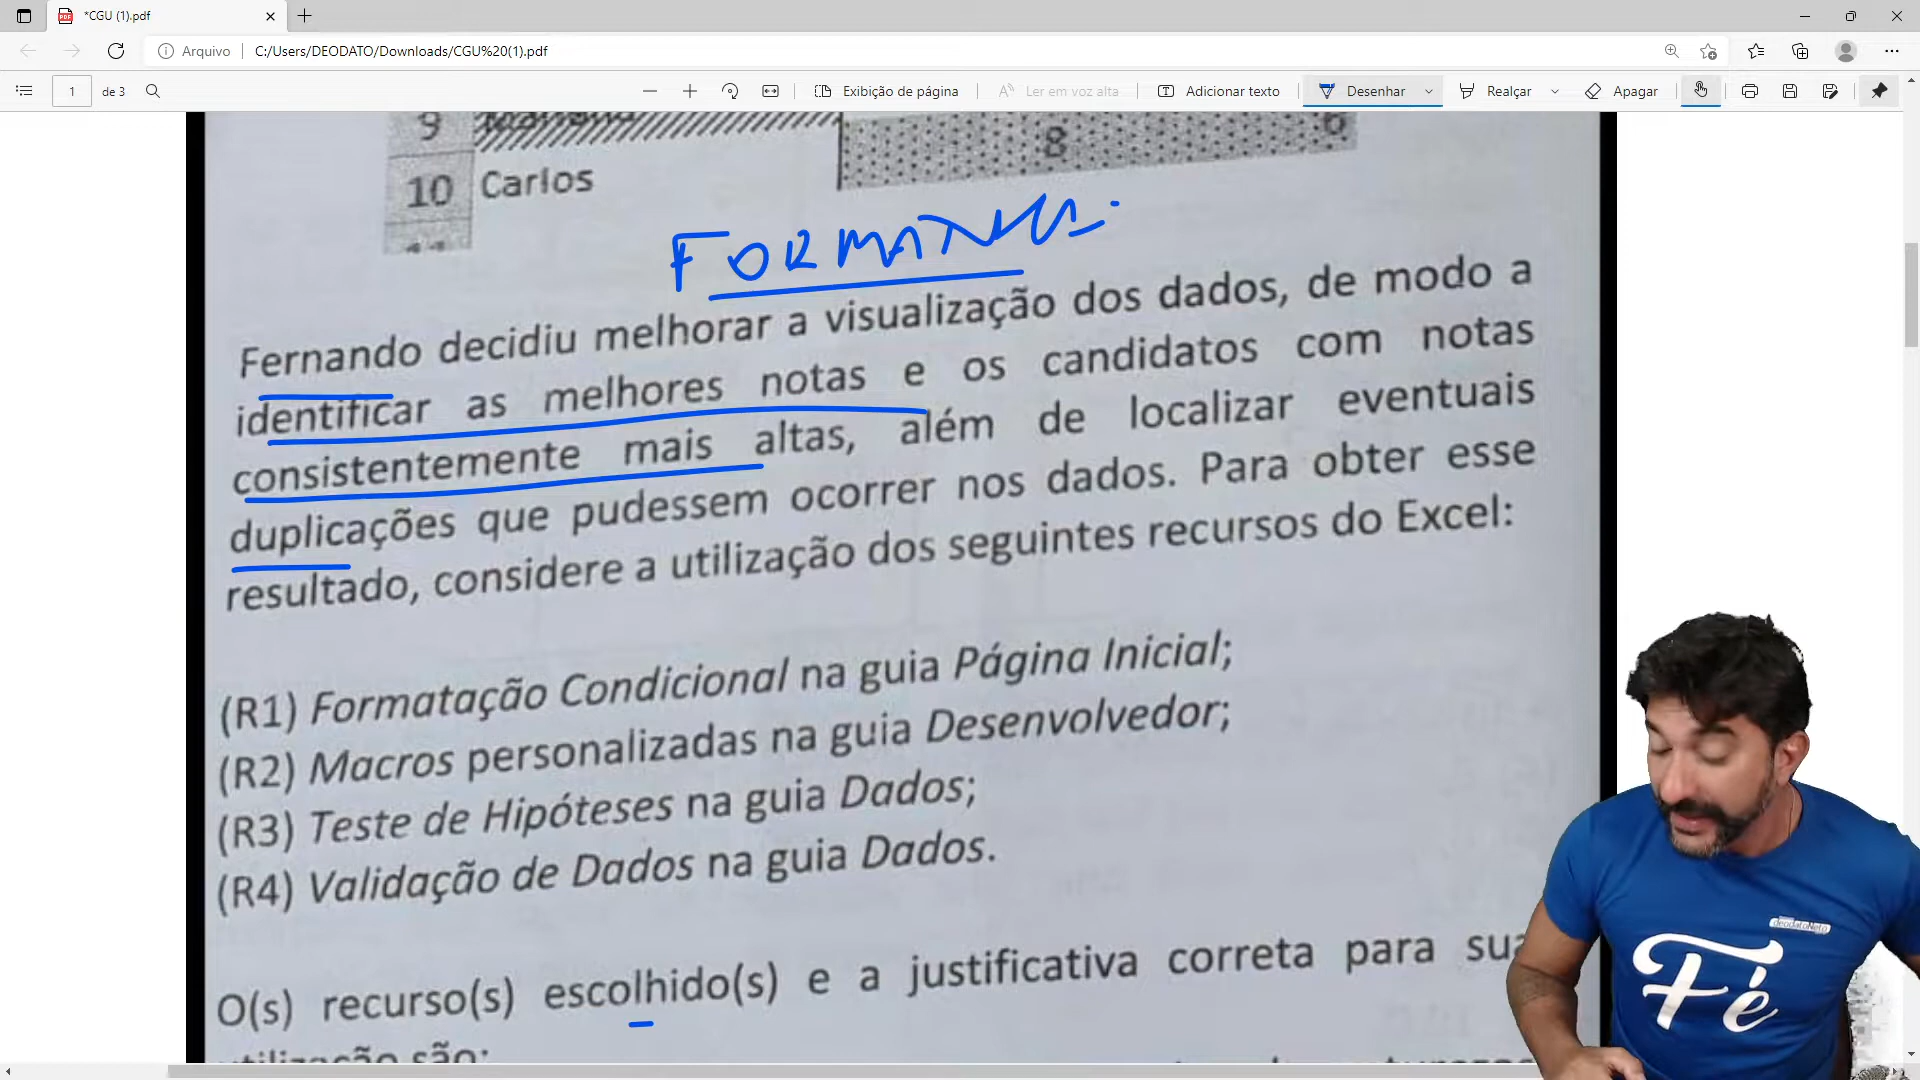 *CGU (1).pdf
Arquivo
C:/Users/DEODATO/Downloads/CGU%20(1).pdf
1 de 3
Exibição de página
Ler em voz alta
Adicionar texto
Desenhar
Realçar
Apagar
9
8
10 Carlos
Fernando decidiu melhorar a visualização dos dados, de modo a
identificar as melhores notas e os candidatos com notas
consistentemente mais altas, além de localizar eventuais
duplicações que pudessem ocorrer nos dados. Para obter esse
resultado, considere a utilização dos seguintes recursos do Excel:
(R1) Formatação Condicional na guia Página Inicial;
(R2) Macros personalizadas na guia Desenvolvedor;
(R3) Teste de Hipóteses na guia Dados;
(R4) Validação de Dados na guia Dados.
O(s) recurso(s) escolhido(s) e a justificativa correta para sua
são:
deodatoNeto
Fé